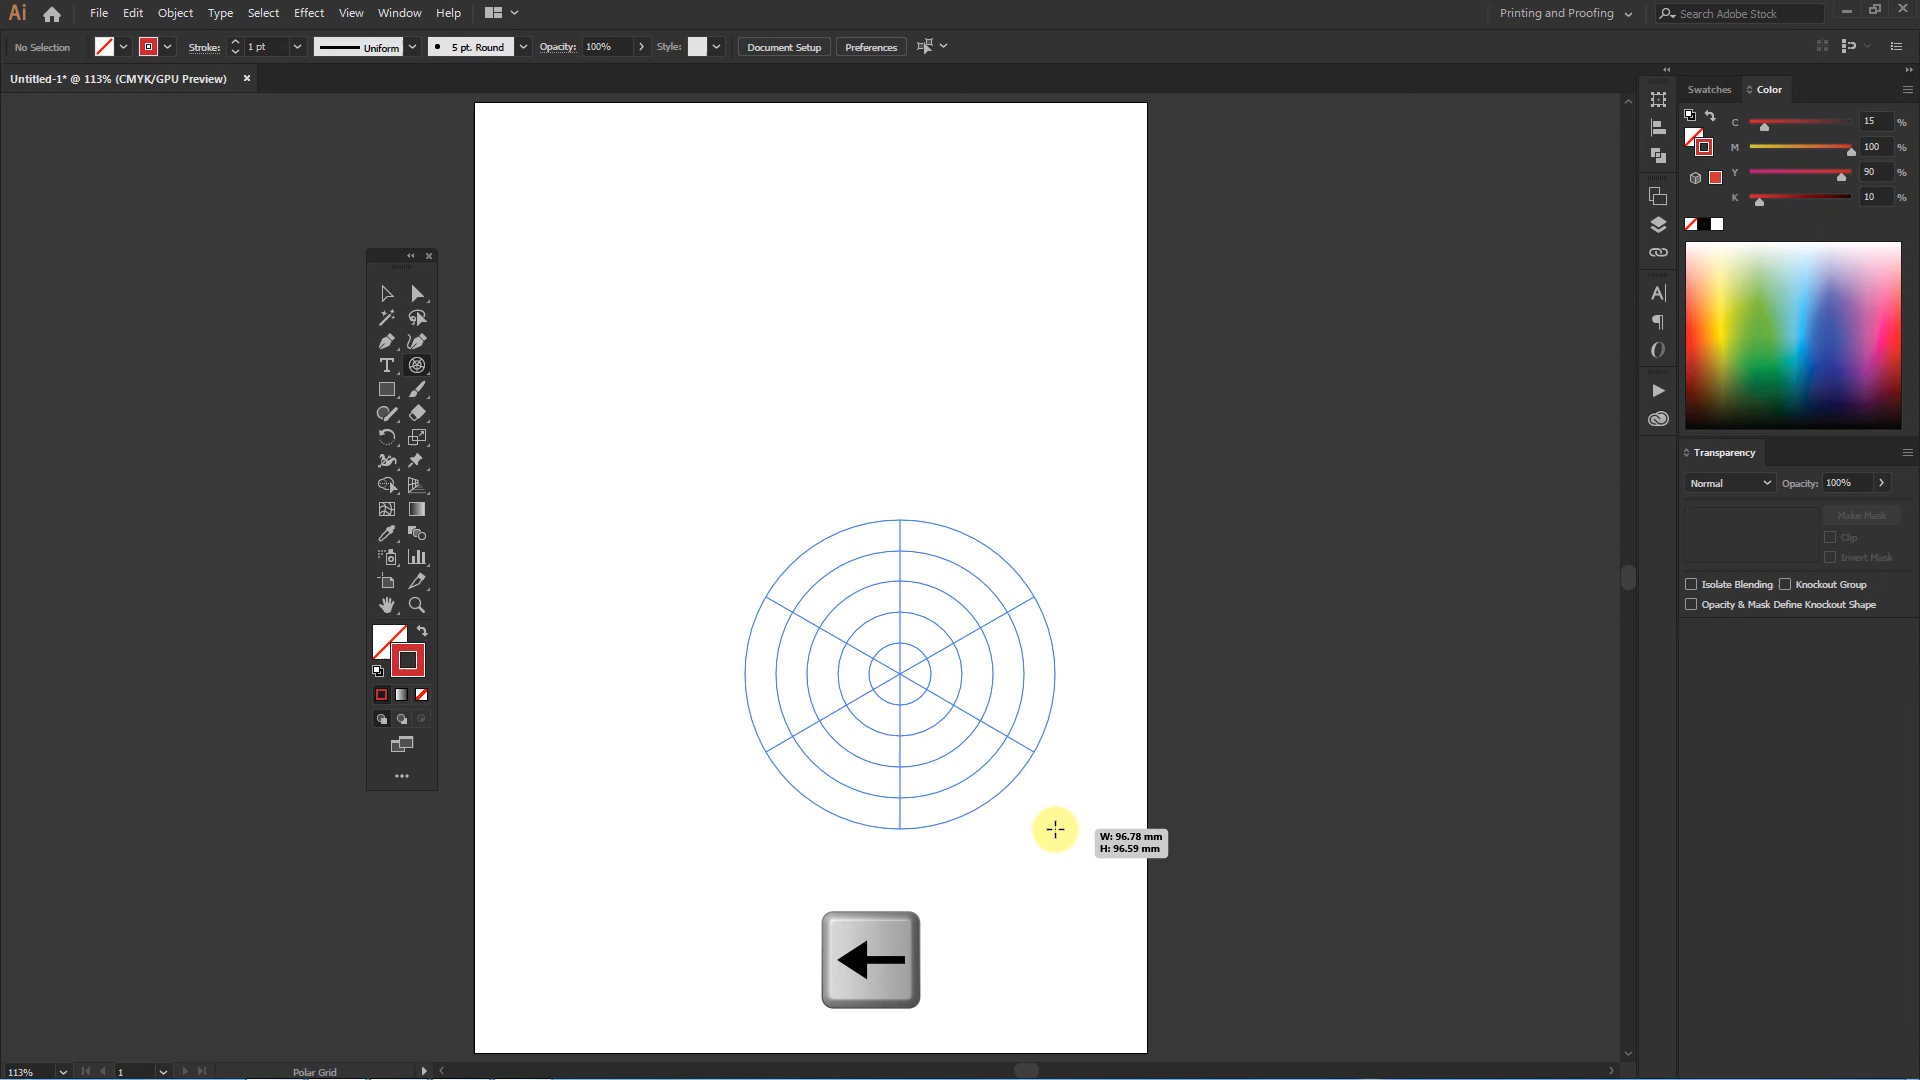 Ai File Edit Object Type Select Effect View Window Help Printing and Proofing Search Adobe Stock
No Selection Stroke: 1 pt Uniform 5 pt. Round Opacity: 100% Style: Document Setup Preferences
Untitled-1* @ 113% (CMYK/GPU Preview)
Swatches Color
C 15 %
M 100 %
Y 90 %
K 10 %
Transparency
Normal Opacity: 100%
Make Mask
Clip
Invert Mask
Isolate Blending Knockout Group
Opacity & Mask Define Knockout Shape
W: 96.78 mm
H: 96.59 mm
113% 1 Polar Grid